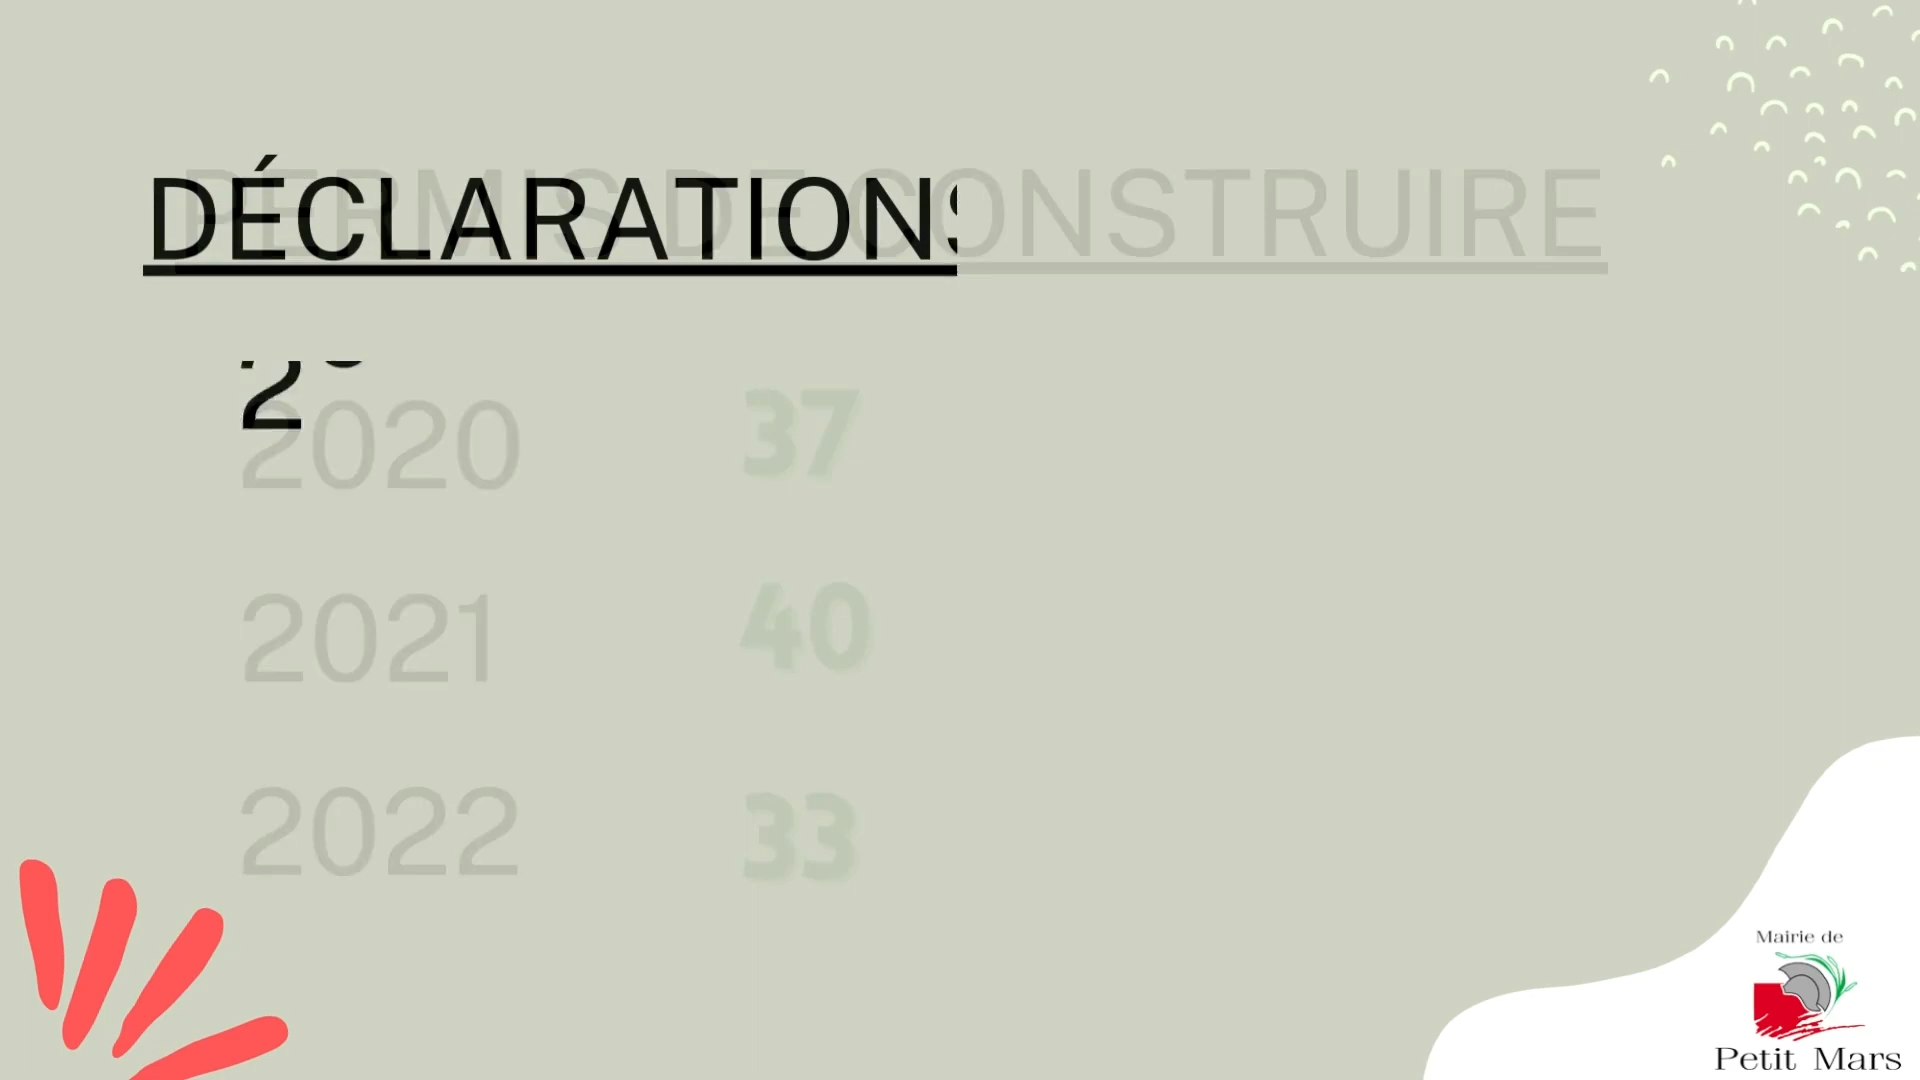 DÉCLARATIONS
PERMIS DE CONSTRUIRE
2020 37
2021 40
2022 33
Mairie de
Petit Mars